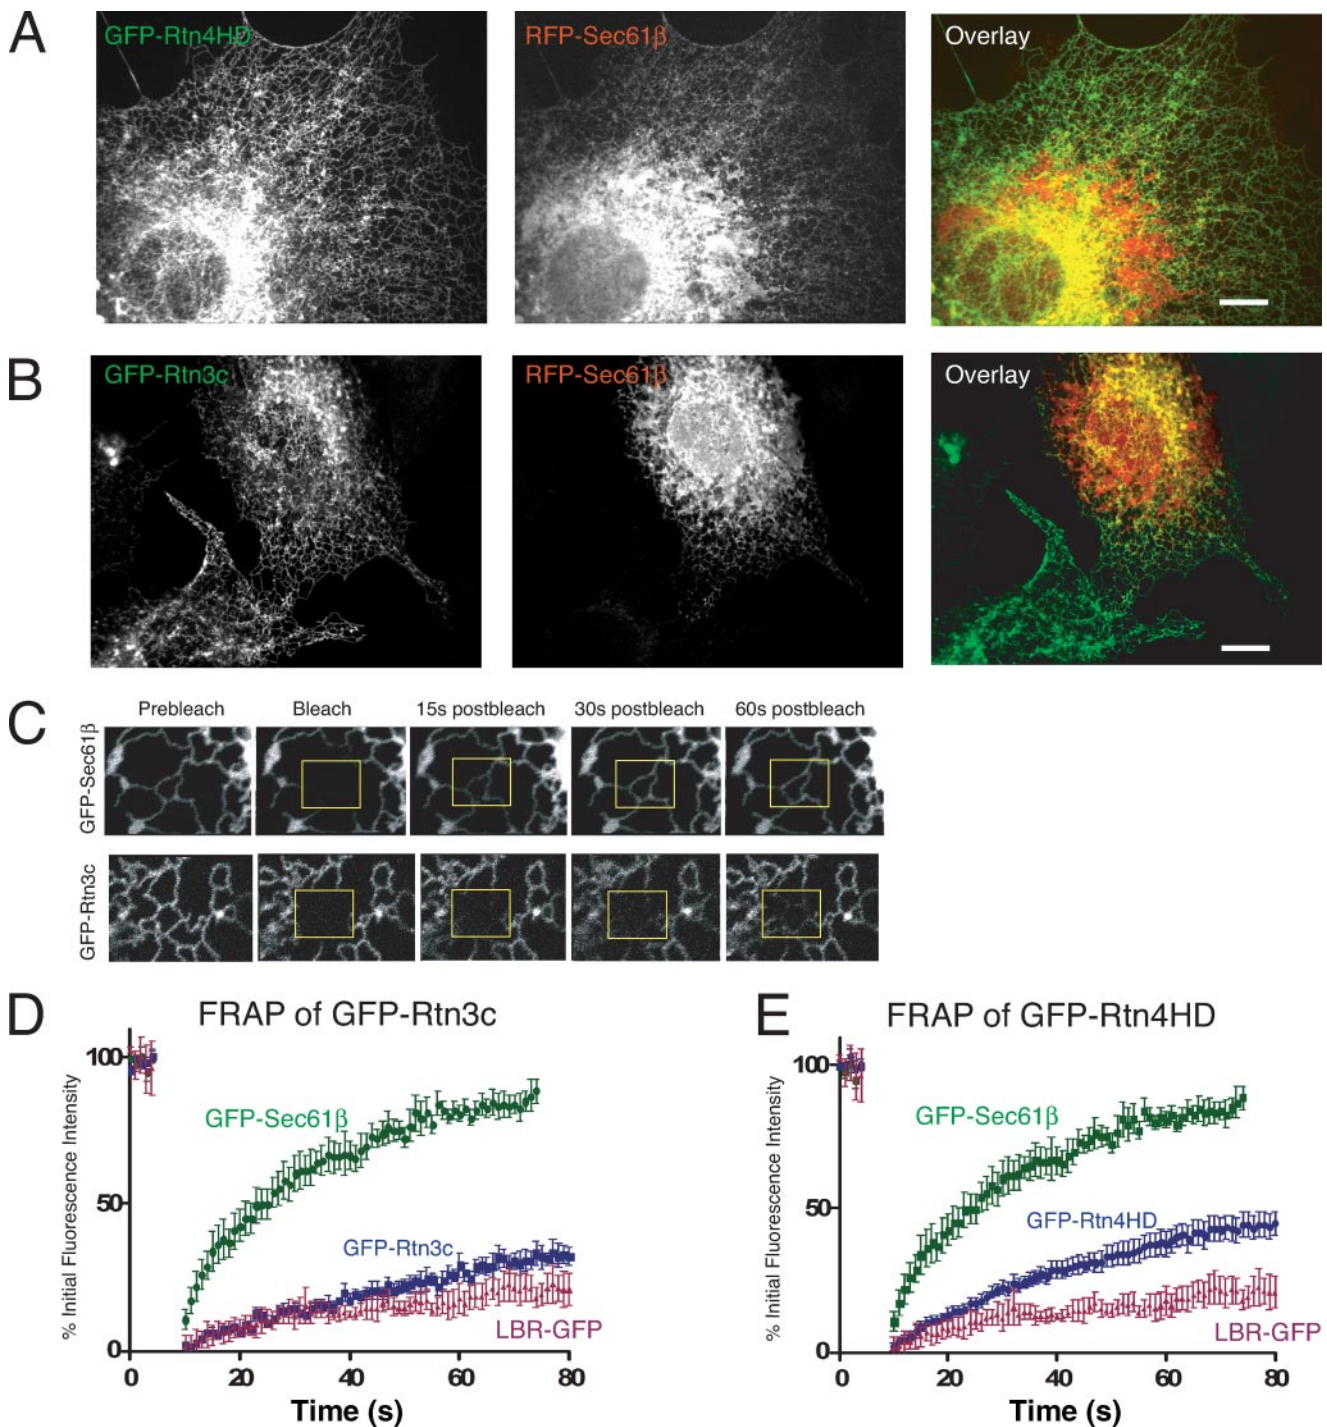 A
GFP-Rtn4HD
RFP-Sec61β
Overlay
B
GFP-Rtn3c
RFP-Sec61β
Overlay
C
Prebleach
Bleach
15s postbleach
30s postbleach
60s postbleach
GFP-Sec61β
GFP-Rtn3c
D
FRAP of GFP-Rtn3c
% Initial Fluorescence Intensity
100
50
0
GFP-Sec61β
GFP-Rtn3c
LBR-GFP
0
20
40
60
80
Time (s)
E
FRAP of GFP-Rtn4HD
% Initial Fluorescence Intensity
100
50
0
GFP-Sec61β
GFP-Rtn4HD
LBR-GFP
0
20
40
60
80
Time (s)